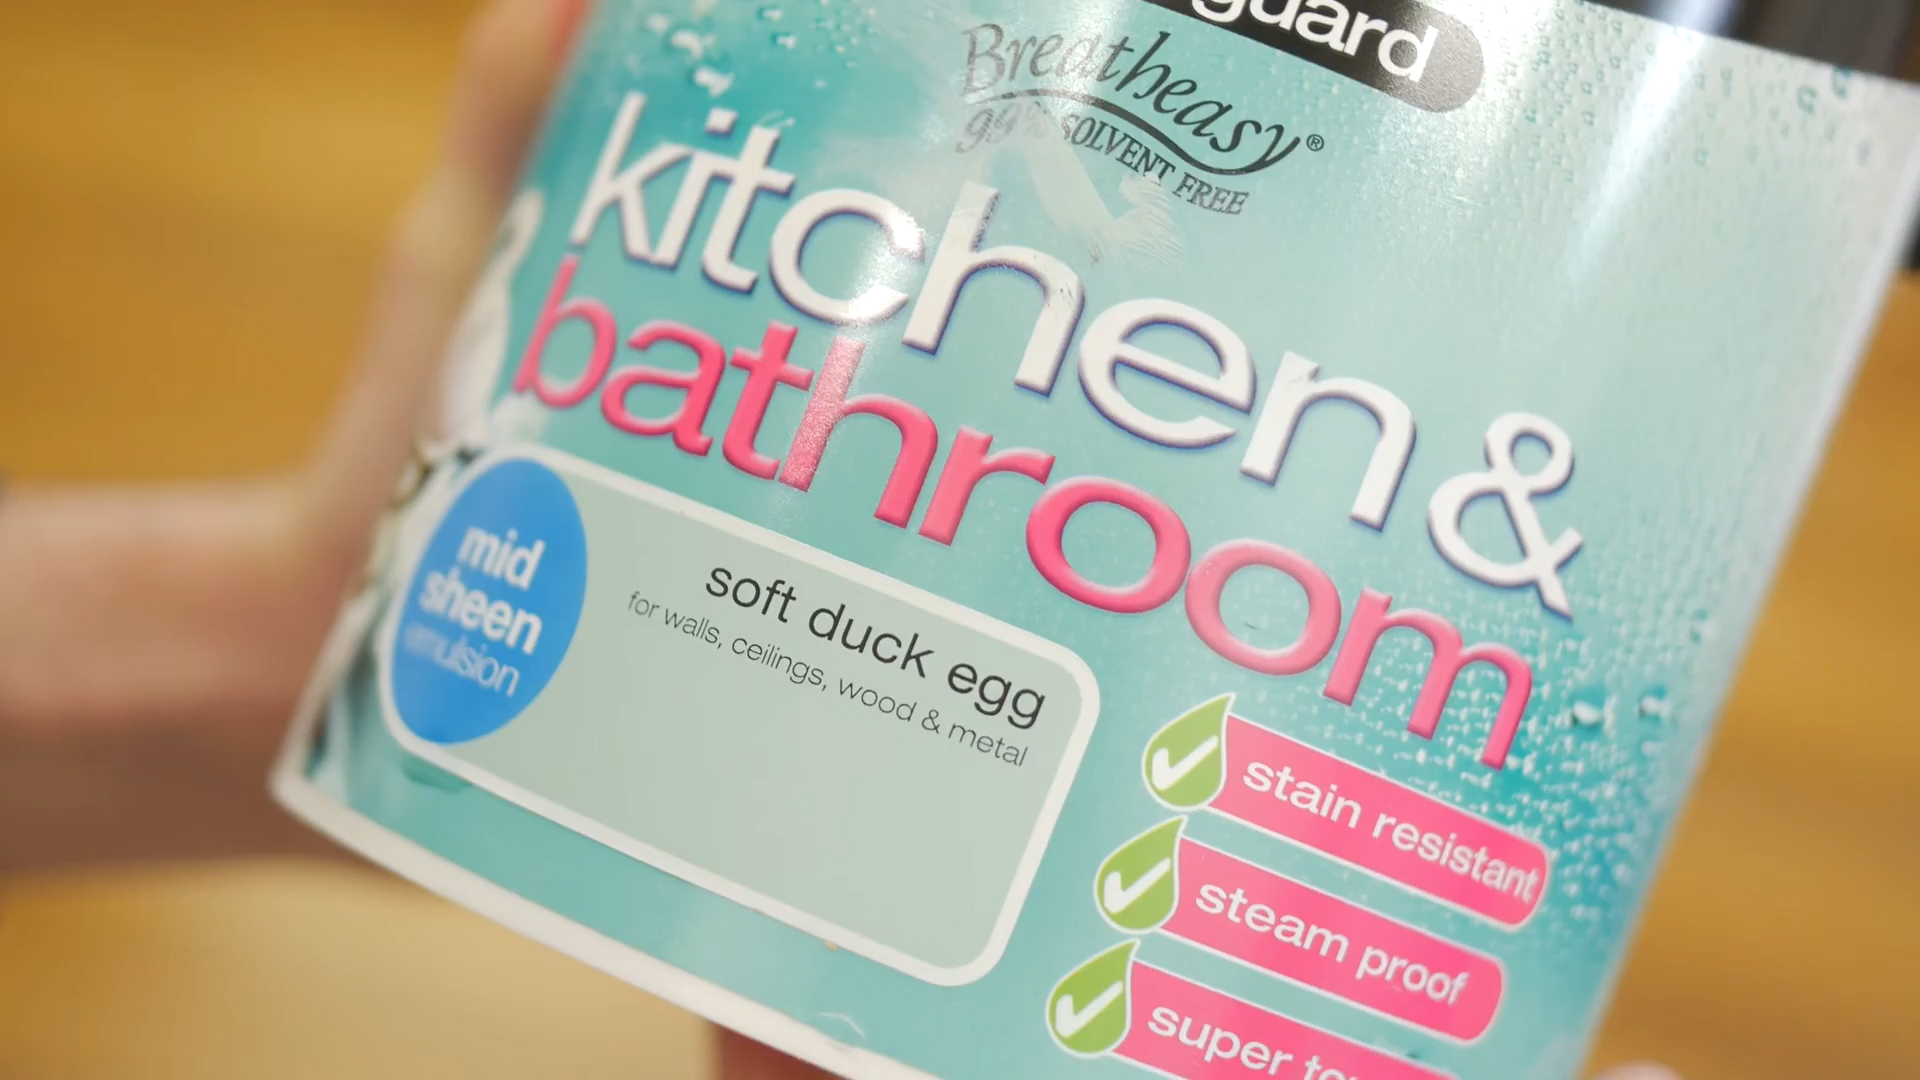 guard
Breatheasy®
99% SOLVENT FREE
kitchen &
bathroom
mid
sheen
emulsion
soft duck egg
for walls, ceilings, wood & metal
stain resistant
steam proof
super